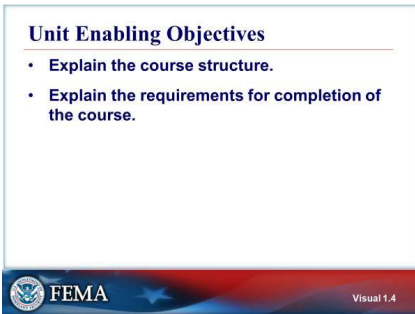 Unit Enabling Objectives
• Explain the course structure.
• Explain the requirements for completion of
the course.
FEMA
Visual 1.4